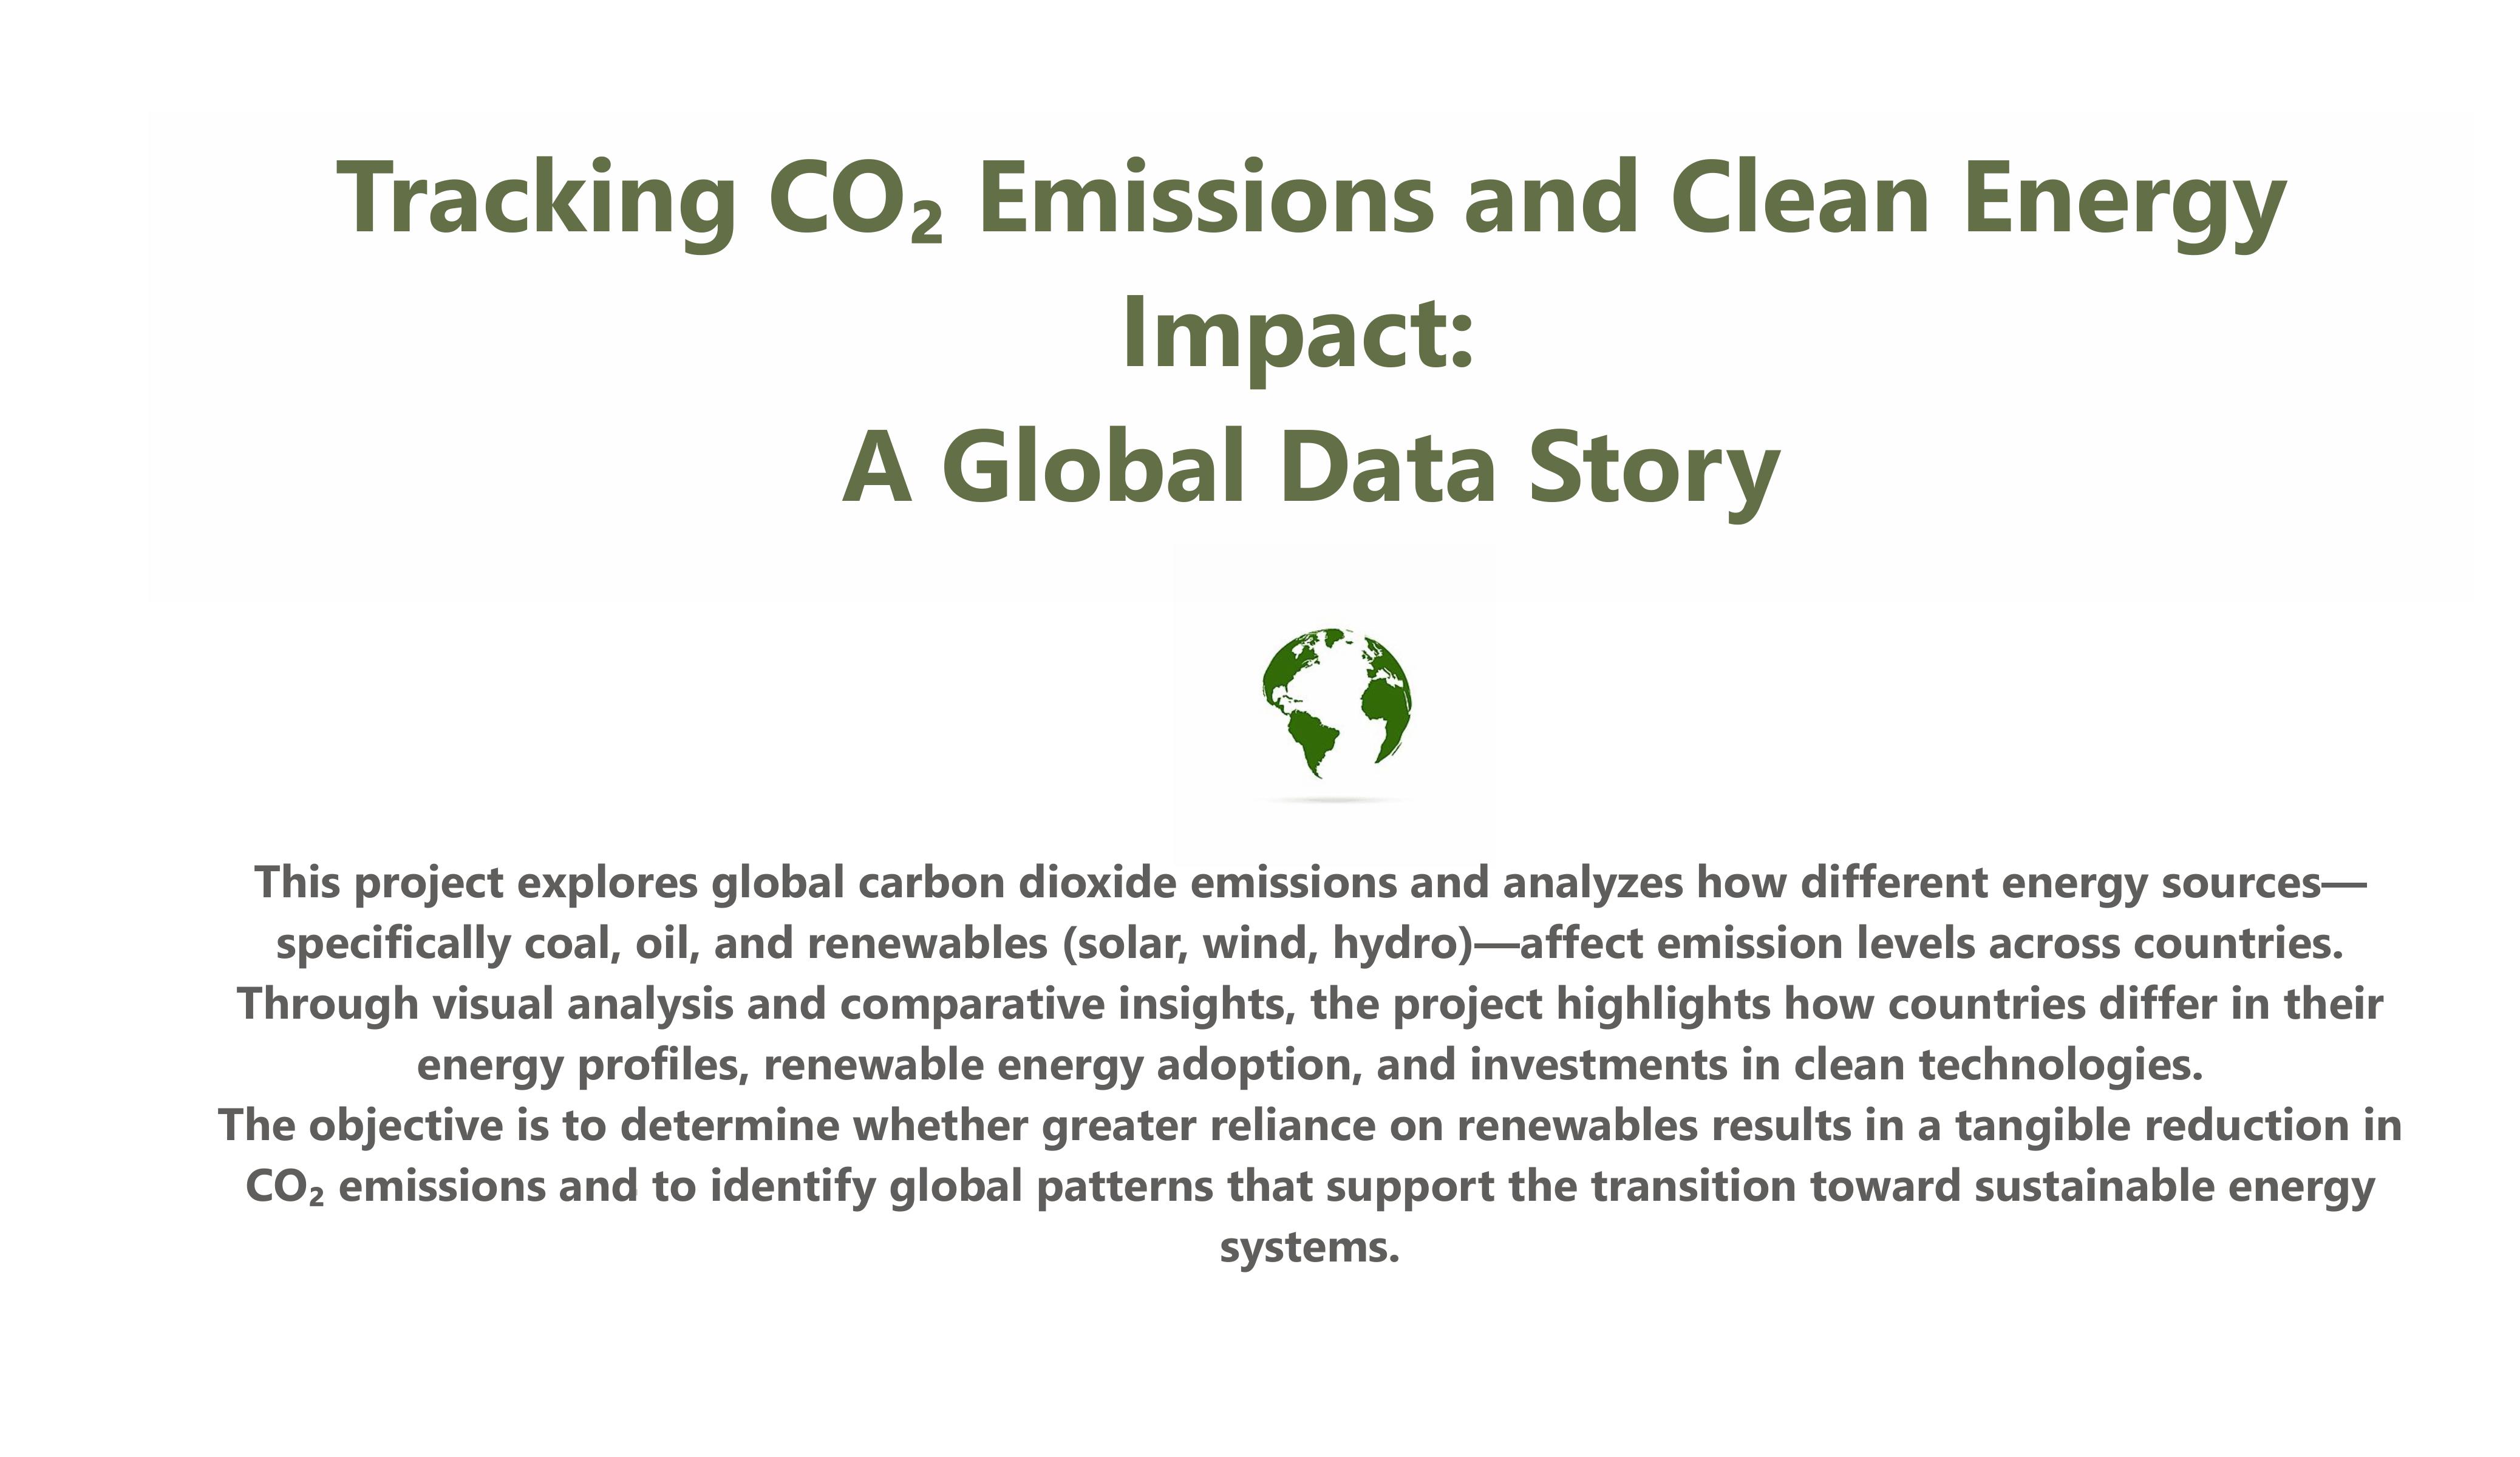 Tracking CO₂ Emissions and Clean Energy
Impact:
A Global Data Story
This project explores global carbon dioxide emissions and analyzes how different energy sources—
specifically coal, oil, and renewables (solar, wind, hydro)—affect emission levels across countries.
Through visual analysis and comparative insights, the project highlights how countries differ in their
energy profiles, renewable energy adoption, and investments in clean technologies.
The objective is to determine whether greater reliance on renewables results in a tangible reduction in
CO₂ emissions and to identify global patterns that support the transition toward sustainable energy
systems.